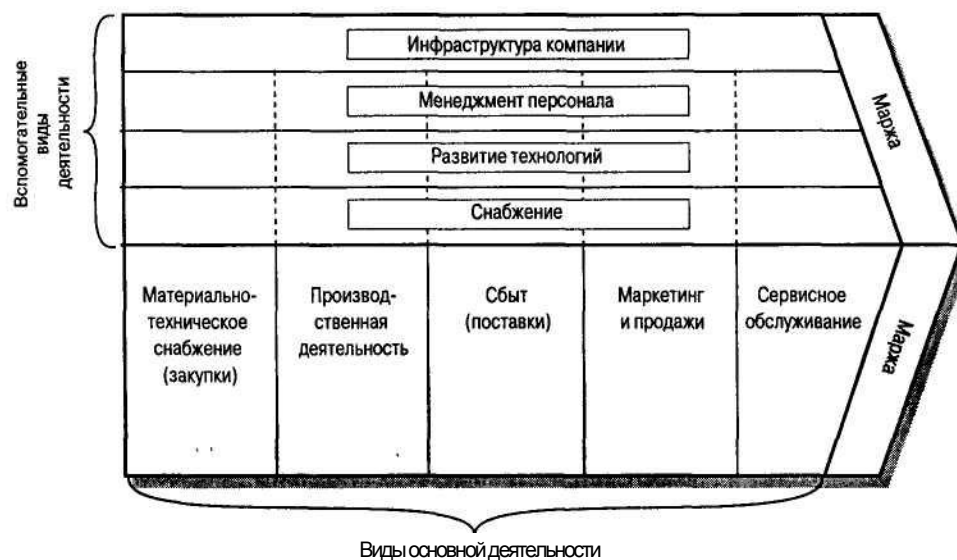 Вспомогательные
виды
деятельности
Инфраструктура компании
Менеджмент персонала
Развитие технологий
Снабжение
Маржа
Материально-
техническое
снабжение
(закупки)
Производ-
ственная
деятельность
Сбыт
(поставки)
Маркетинг
и продажи
Сервисное
обслуживание
Маржа
Виды основной деятельности